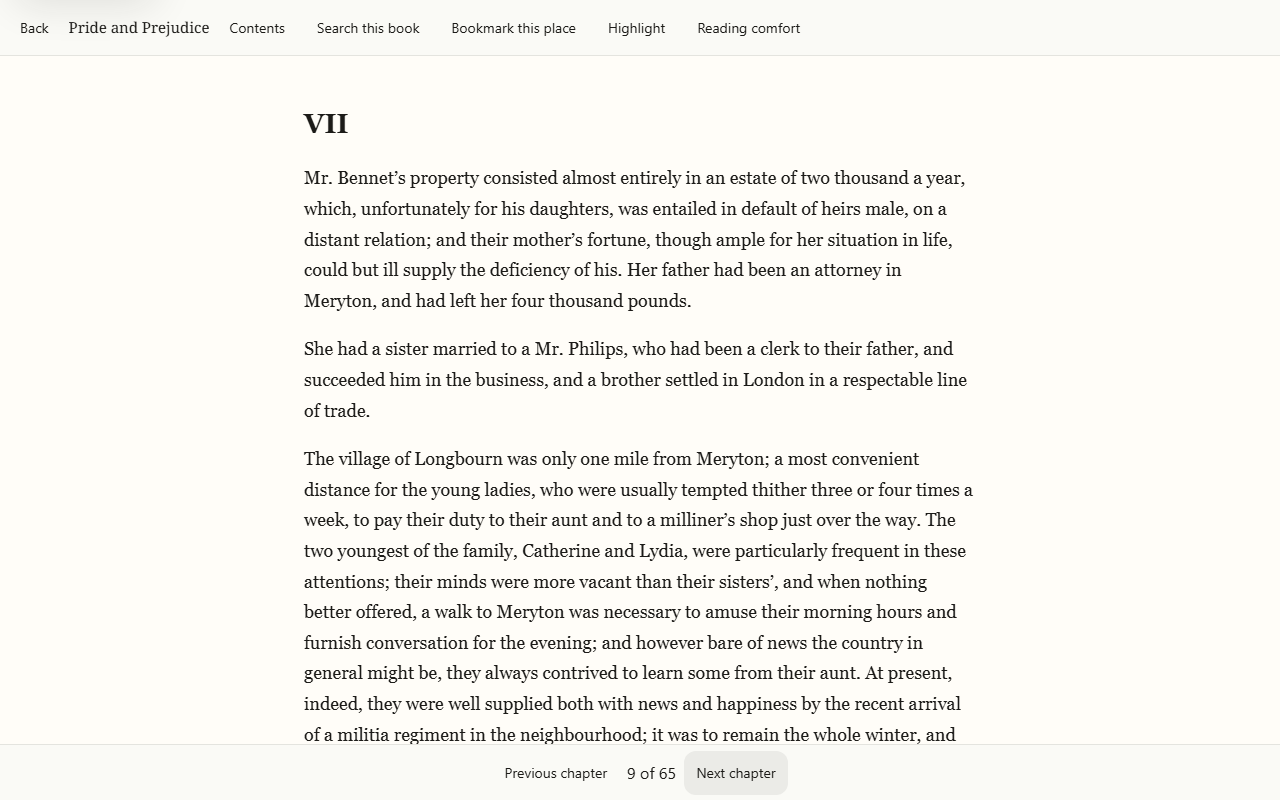 Back Pride and Prejudice Contents Search this book Bookmark this place Highlight Reading comfort
VII
Mr. Bennet’s property consisted almost entirely in an estate of two thousand a year,
which, unfortunately for his daughters, was entailed in default of heirs male, on a
distant relation; and their mother’s fortune, though ample for her situation in life,
could but ill supply the deficiency of his. Her father had been an attorney in
Meryton, and had left her four thousand pounds.
She had a sister married to a Mr. Philips, who had been a clerk to their father, and
succeeded him in the business, and a brother settled in London in a respectable line
of trade.
The village of Longbourn was only one mile from Meryton; a most convenient
distance for the young ladies, who were usually tempted thither three or four times a
week, to pay their duty to their aunt and to a milliner’s shop just over the way. The
two youngest of the family, Catherine and Lydia, were particularly frequent in these
attentions; their minds were more vacant than their sisters’, and when nothing
better offered, a walk to Meryton was necessary to amuse their morning hours and
furnish conversation for the evening; and however bare of news the country in
general might be, they always contrived to learn some from their aunt. At present,
indeed, they were well supplied both with news and happiness by the recent arrival
of a militia regiment in the neighbourhood; it was to remain the whole winter, and
Previous chapter 9 of 65 Next chapter